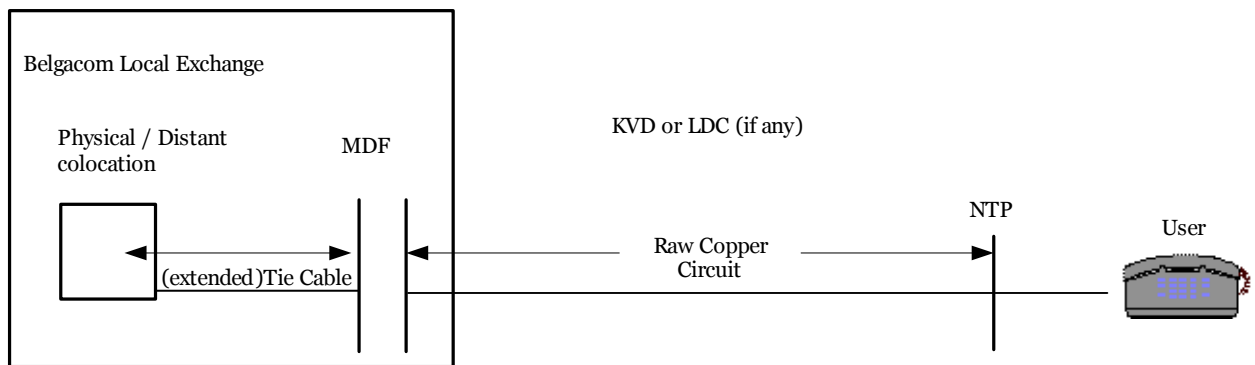 Belgacom Local Exchange
Physical / Distant
colocation
MDF
KVD or LDC (if any)
NTP
User
(extended)Tie Cable
Raw Copper
Circuit